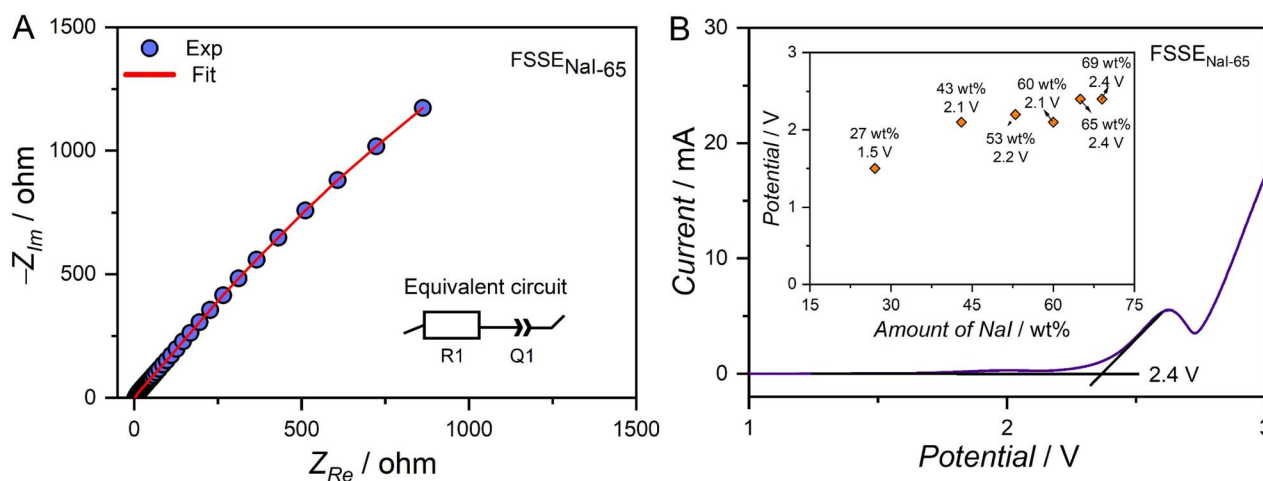 A
1500
1000
500
0
−Z_Im / ohm
Exp
Fit
FSSE_NaI-65
Equivalent circuit
R1
Q1
0
500
1000
1500
Z_Re / ohm
B
30
20
10
0
Current / mA
FSSE_NaI-65
3
2
1
0
Potential / V
27 wt%
1.5 V
43 wt%
2.1 V
53 wt%
2.2 V
60 wt%
2.1 V
69 wt%
2.4 V
65 wt%
2.4 V
15
30
45
60
75
Amount of NaI / wt%
2.4 V
1
2
3
Potential / V